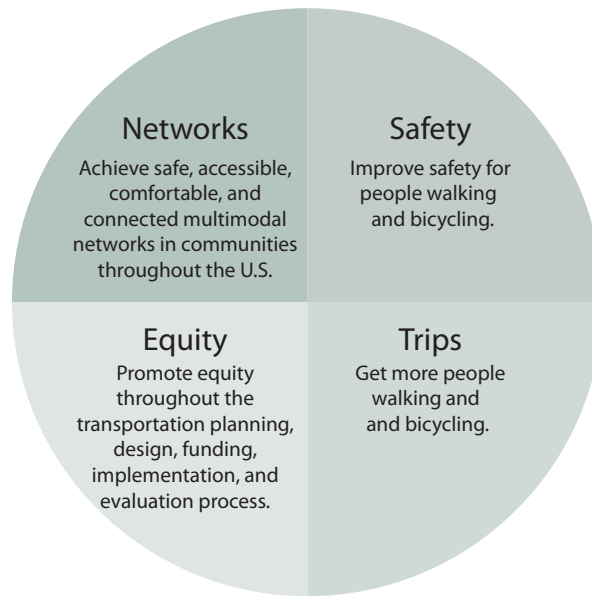 Networks
Achieve safe, accessible,
comfortable, and
connected multimodal
networks in communities
throughout the U.S.
Safety
Improve safety for
people walking
and bicycling.
Equity
Promote equity
throughout the
transportation planning,
design, funding,
implementation, and
evaluation process.
Trips
Get more people
walking and
and bicycling.